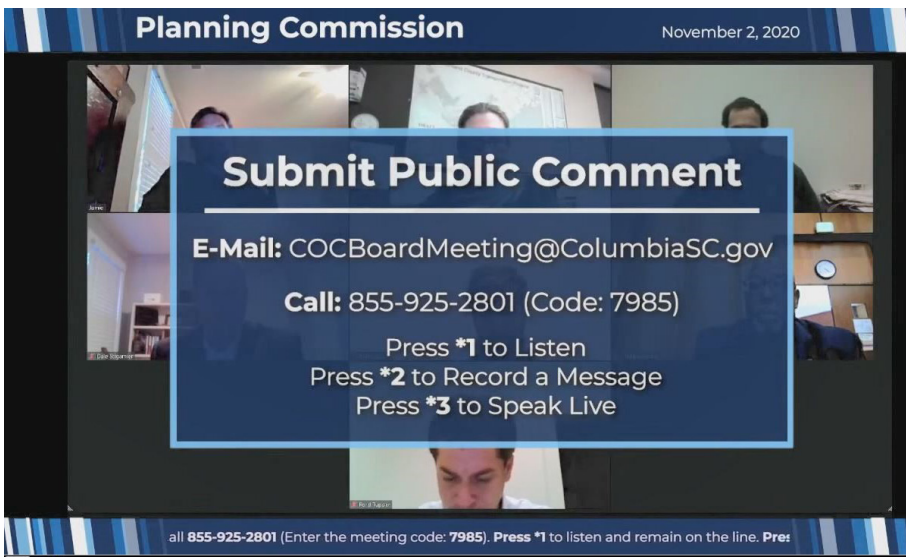 Planning Commission
November 2, 2020
Submit Public Comment
E-Mail: COCBoardMeeting@ColumbiaSC.gov
Call: 855-925-2801 (Code: 7985)
Press *1 to Listen
Press *2 to Record a Message
Press *3 to Speak Live
all 855-925-2801 (Enter the meeting code: 7985). Press *1 to listen and remain on the line. Pres